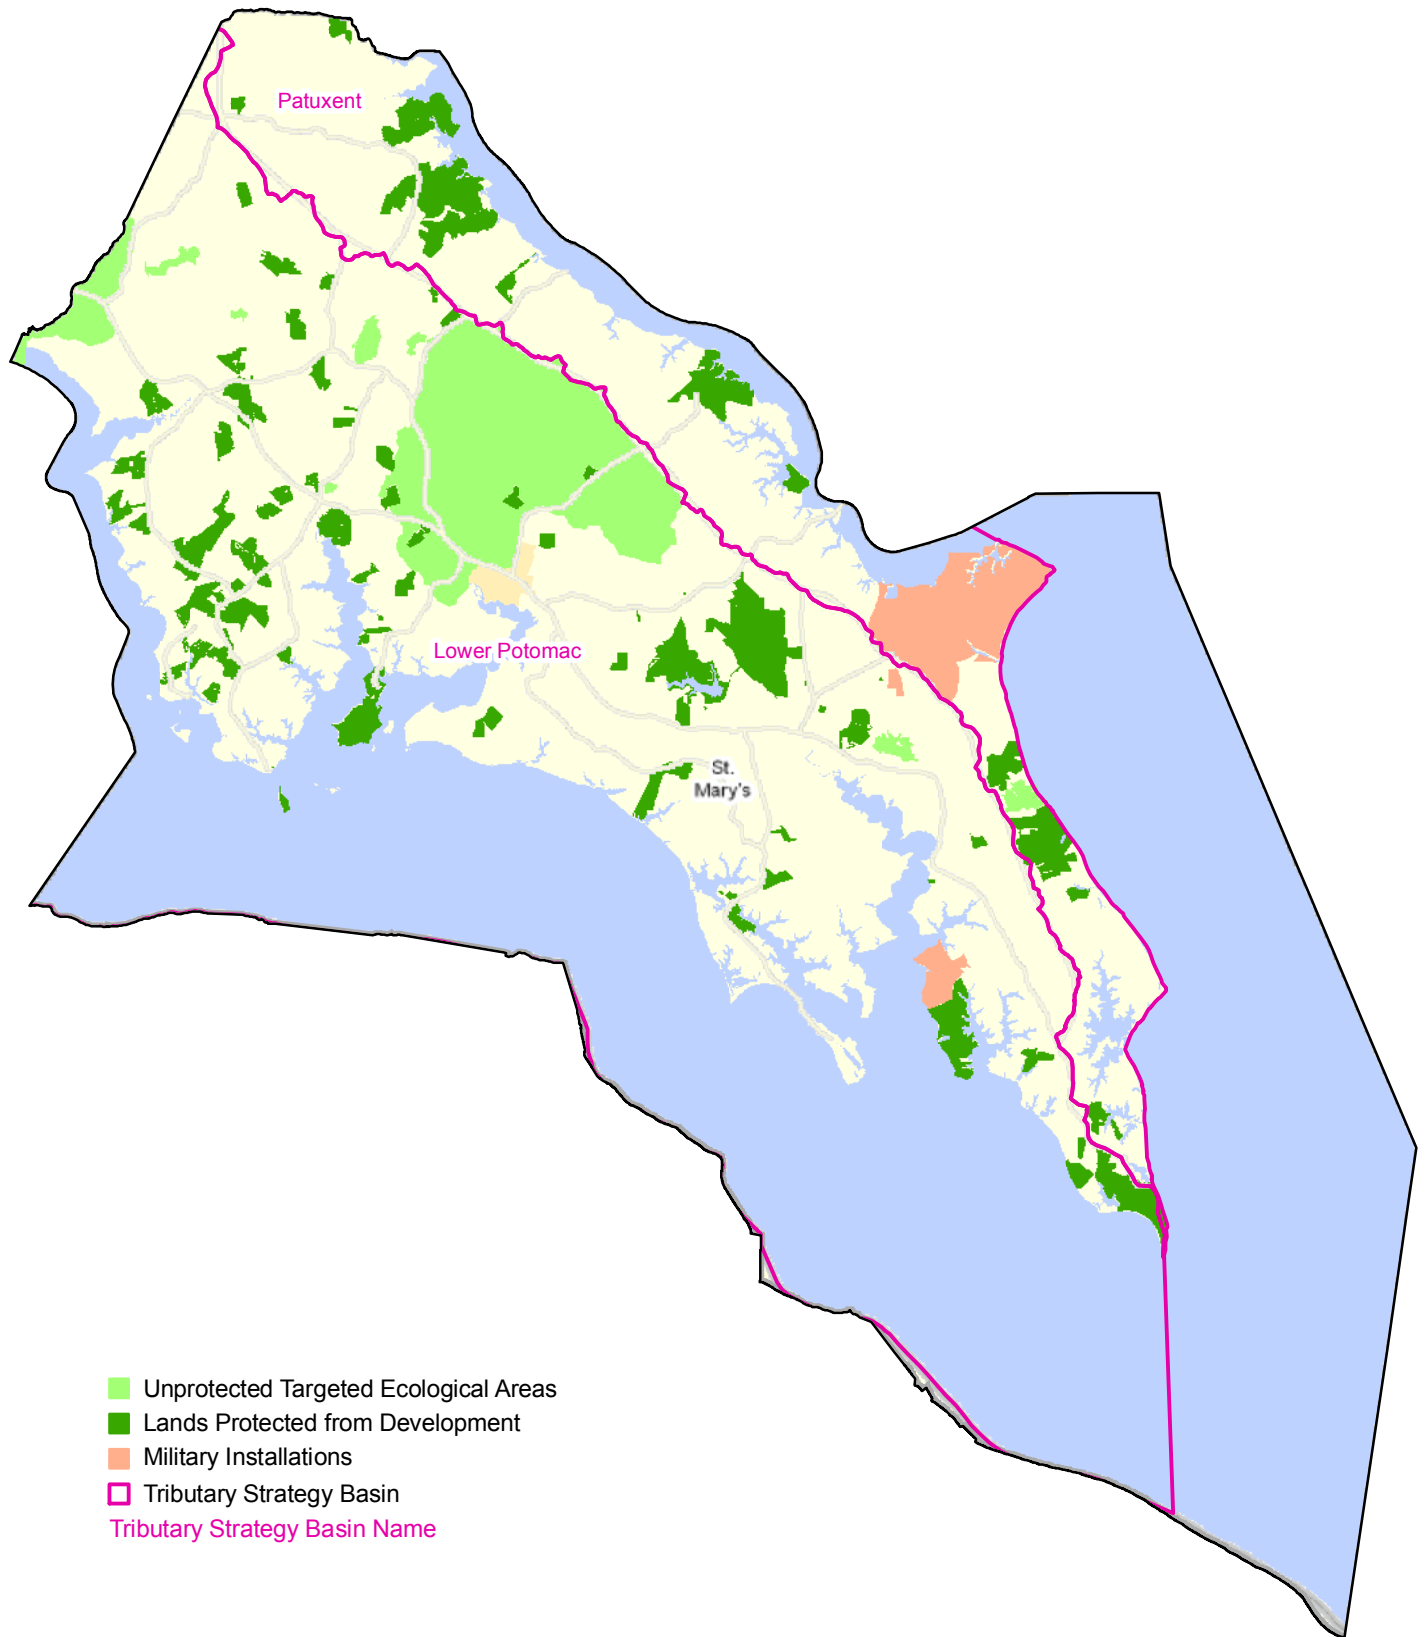 Patuxent
Lower Potomac
St.
Mary's
Unprotected Targeted Ecological Areas
Lands Protected from Development
Military Installations
Tributary Strategy Basin
Tributary Strategy Basin Name